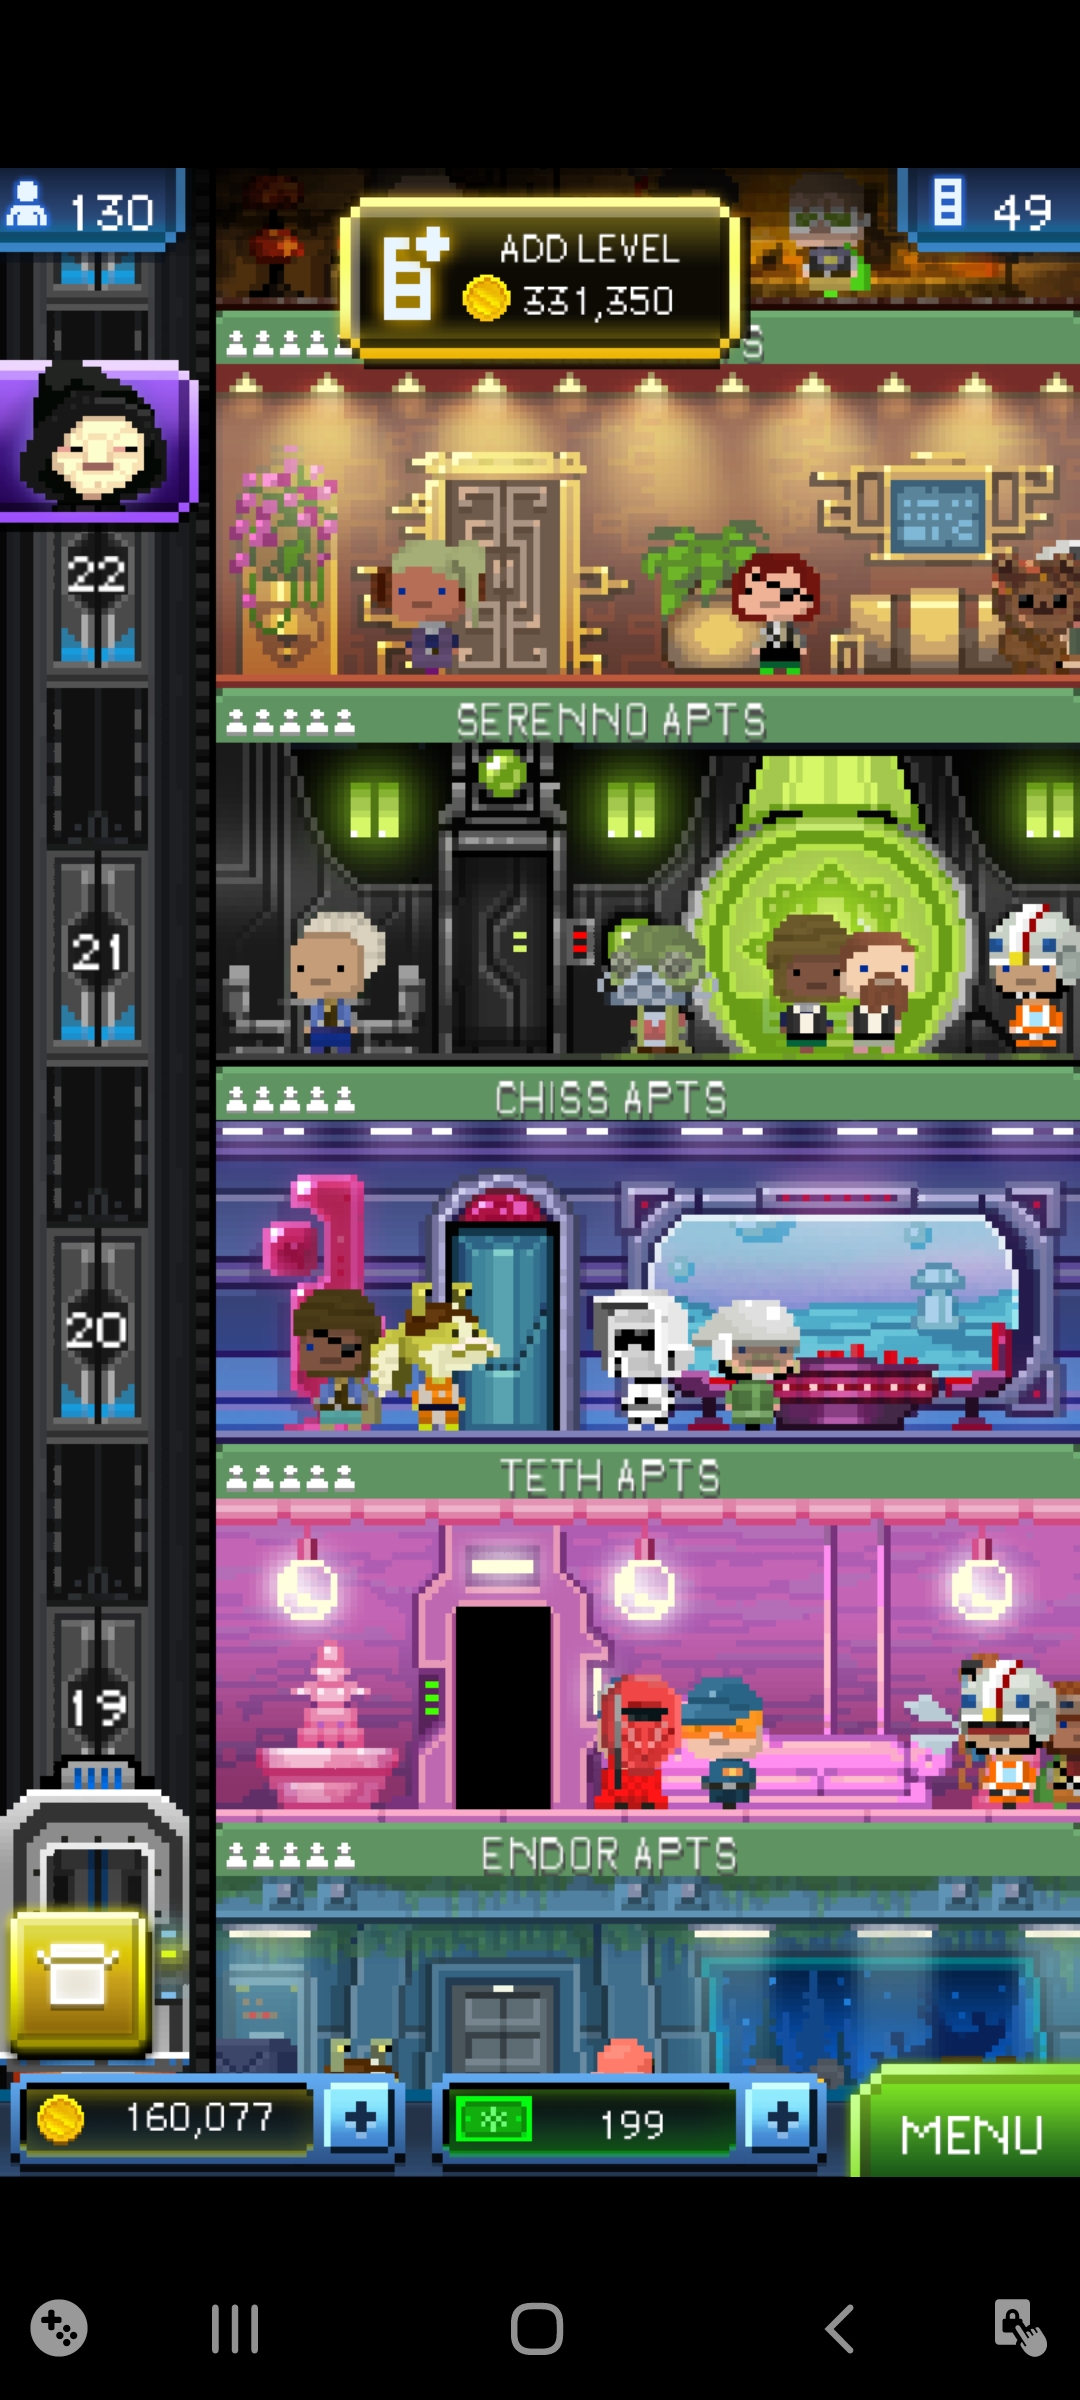 130
49
ADD LEVEL
331,350
S
22
SERENNO APTS
21
CHISS APTS
20
TETH APTS
19
ENDOR APTS
160,077
199
MENU